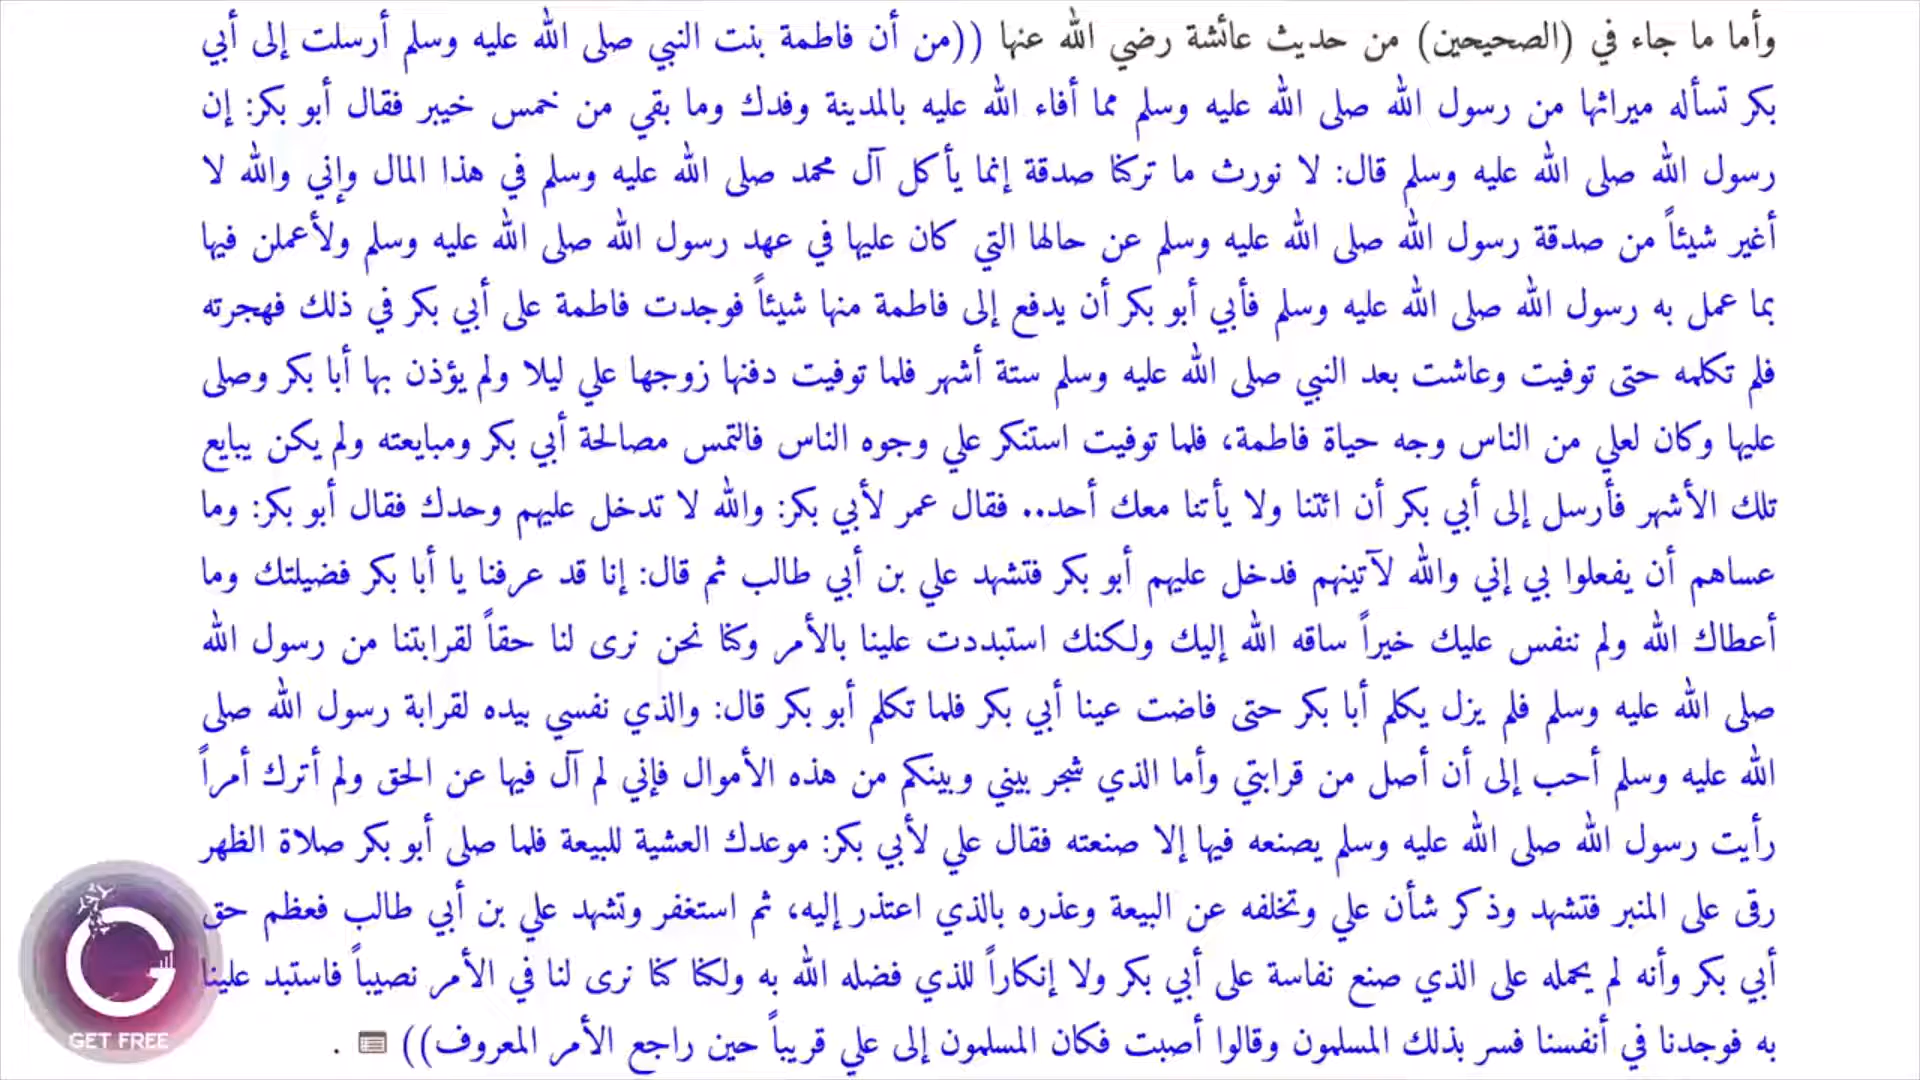 وأما ما جاء في (الصحيحين) من حديث عائشة رضي الله عنها ((من أن فاطمة بنت النبي صلى الله عليه وسلم أرسلت إلى أبي
بكر تسأله ميراثها من رسول الله صلى الله عليه وسلم مما أفاء الله عليه بالمدينة وفدك وما بقي من خمس خيبر فقال أبو بكر: إن
رسول الله صلى الله عليه وسلم قال: لا نورث ما تركنا صدقة إنما يأكل آل محمد صلى الله عليه وسلم في هذا المال وإني والله لا
أغير شيئاً من صدقة رسول الله صلى الله عليه وسلم عن حالها التي كان عليها في عهد رسول الله صلى الله عليه وسلم ولأعملن فيها
بما عمل به رسول الله صلى الله عليه وسلم فأبي أبو بكر أن يدفع إلى فاطمة منها شيئاً فوجدت فاطمة على أبي بكر في ذلك فهجرته
فلم تكلمه حتى توفيت وعاشت بعد النبي صلى الله عليه وسلم ستة أشهر فلما توفيت دفنها زوجها علي ليلا ولم يؤذن بها أبا بكر وصلى
عليها وكان لعلي من الناس وجه حياة فاطمة، فلما توفيت استنكر علي وجوه الناس فالتمس مصالحة أبي بكر ومبايعته ولم يكن يبايع
تلك الأشهر فأرسل إلى أبي بكر أن ائتنا ولا يأتنا معك أحد.. فقال عمر لأبي بكر: والله لا تدخل عليهم وحدك فقال أبو بكر: وما
عساهم أن يفعلوا بي إني والله لآتينهم فدخل عليهم أبو بكر فتشهد علي بن أبي طالب ثم قال: إنا قد عرفنا يا أبا بكر فضيلتك وما
أعطاك الله ولم ننفس عليك خيراً ساقه الله إليك ولكنك استبددت علينا بالأمر وكنا نحن نرى لنا حقاً لقرابتنا من رسول الله
صلى الله عليه وسلم فلم يزل يكلم أبا بكر حتى فاضت عينا أبي بكر فلما تكلم أبو بكر قال: والذي نفسي بيده لقرابة رسول الله صلى
الله عليه وسلم أحب إلى أن أصل من قرابتي وأما الذي شجر بيني وبينكم من هذه الأموال فإني لم آل فيها عن الحق ولم أترك أمراً
رأيت رسول الله صلى الله عليه وسلم يصنعه فيها إلا صنعته فقال علي لأبي بكر: موعدك العشية للبيعة فلما صلى أبو بكر صلاة الظهر
رقى على المنبر فتشهد وذكر شأن علي وتخلفه عن البيعة وعذره بالذي اعتذر إليه، ثم استغفر وتشهد علي بن أبي طالب فعظم حق
أبي بكر وأنه لم يحمله على الذي صنع نفاسة على أبي بكر ولا إنكاراً للذي فضله الله به ولكنا كنا نرى لنا في الأمر نصيباً فاستبد علينا
به فوجدنا في أنفسنا فسر بذلك المسلمون وقالوا أصبت فكان المسلمون إلى علي قريباً حين راجع الأمر المعروف)) .
GET FREE